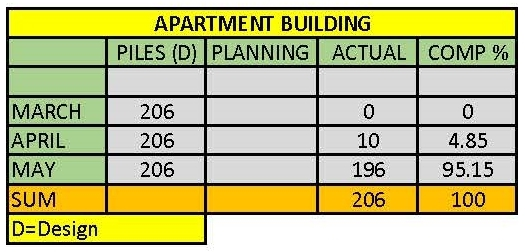 APARTMENT BUILDING
PILES (D) PLANNING ACTUAL COMP %
MARCH 206 0 0
APRIL 206 10 4.85
MAY 206 196 95.15
SUM 206 100
D=Design